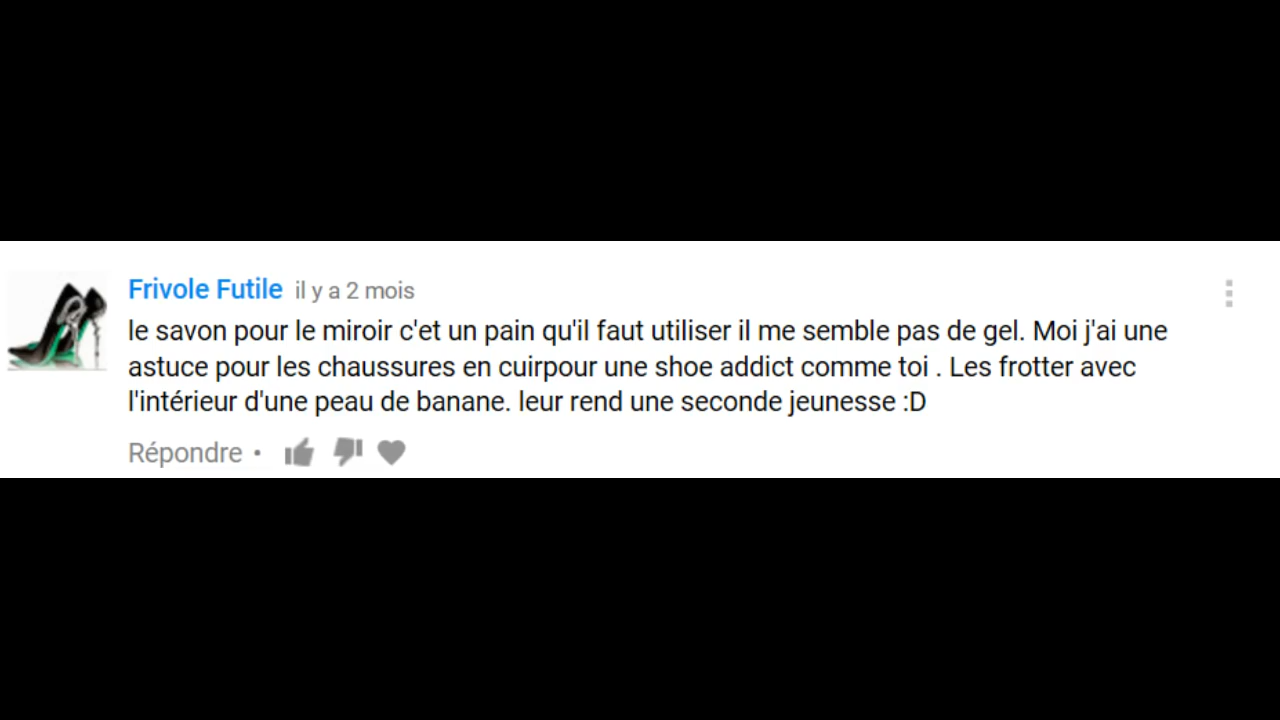 Frivole Futile il y a 2 mois
le savon pour le miroir c'et un pain qu'il faut utiliser il me semble pas de gel. Moi j'ai une
astuce pour les chaussures en cuirpour une shoe addict comme toi . Les frotter avec
l'intérieur d'une peau de banane. leur rend une seconde jeunesse :D
Répondre •